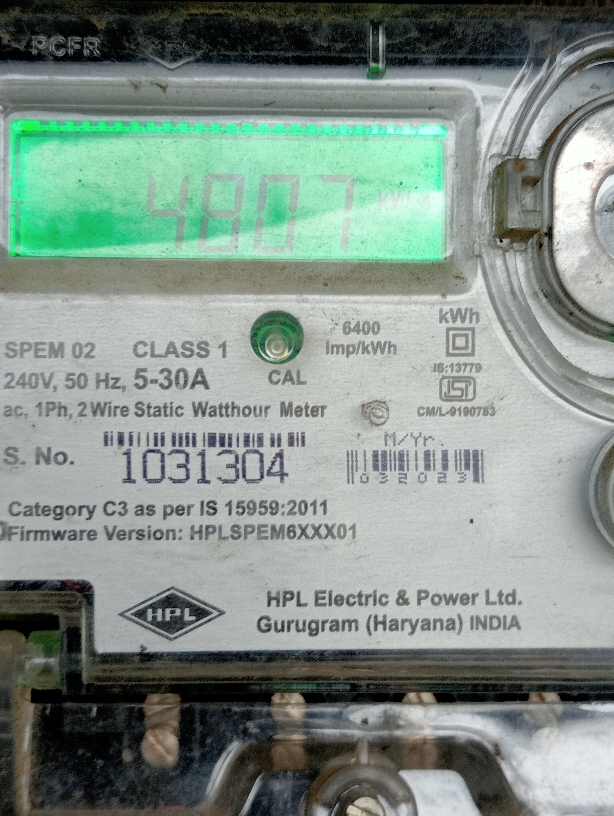 PCFR
4807 kWh
SPEM 02 CLASS 1
6400
imp/kWh
kWh
IS:13779
CM/L-9190783
240V, 50 Hz, 5-30A
CAL
ac, 1Ph, 2 Wire Static Watthour Meter
S. No.
1031304
M/Yr.
032023
Category C3 as per IS 15959:2011
Firmware Version: HPLSPEM6XXX01
HPL
HPL Electric & Power Ltd.
Gurugram (Haryana) INDIA